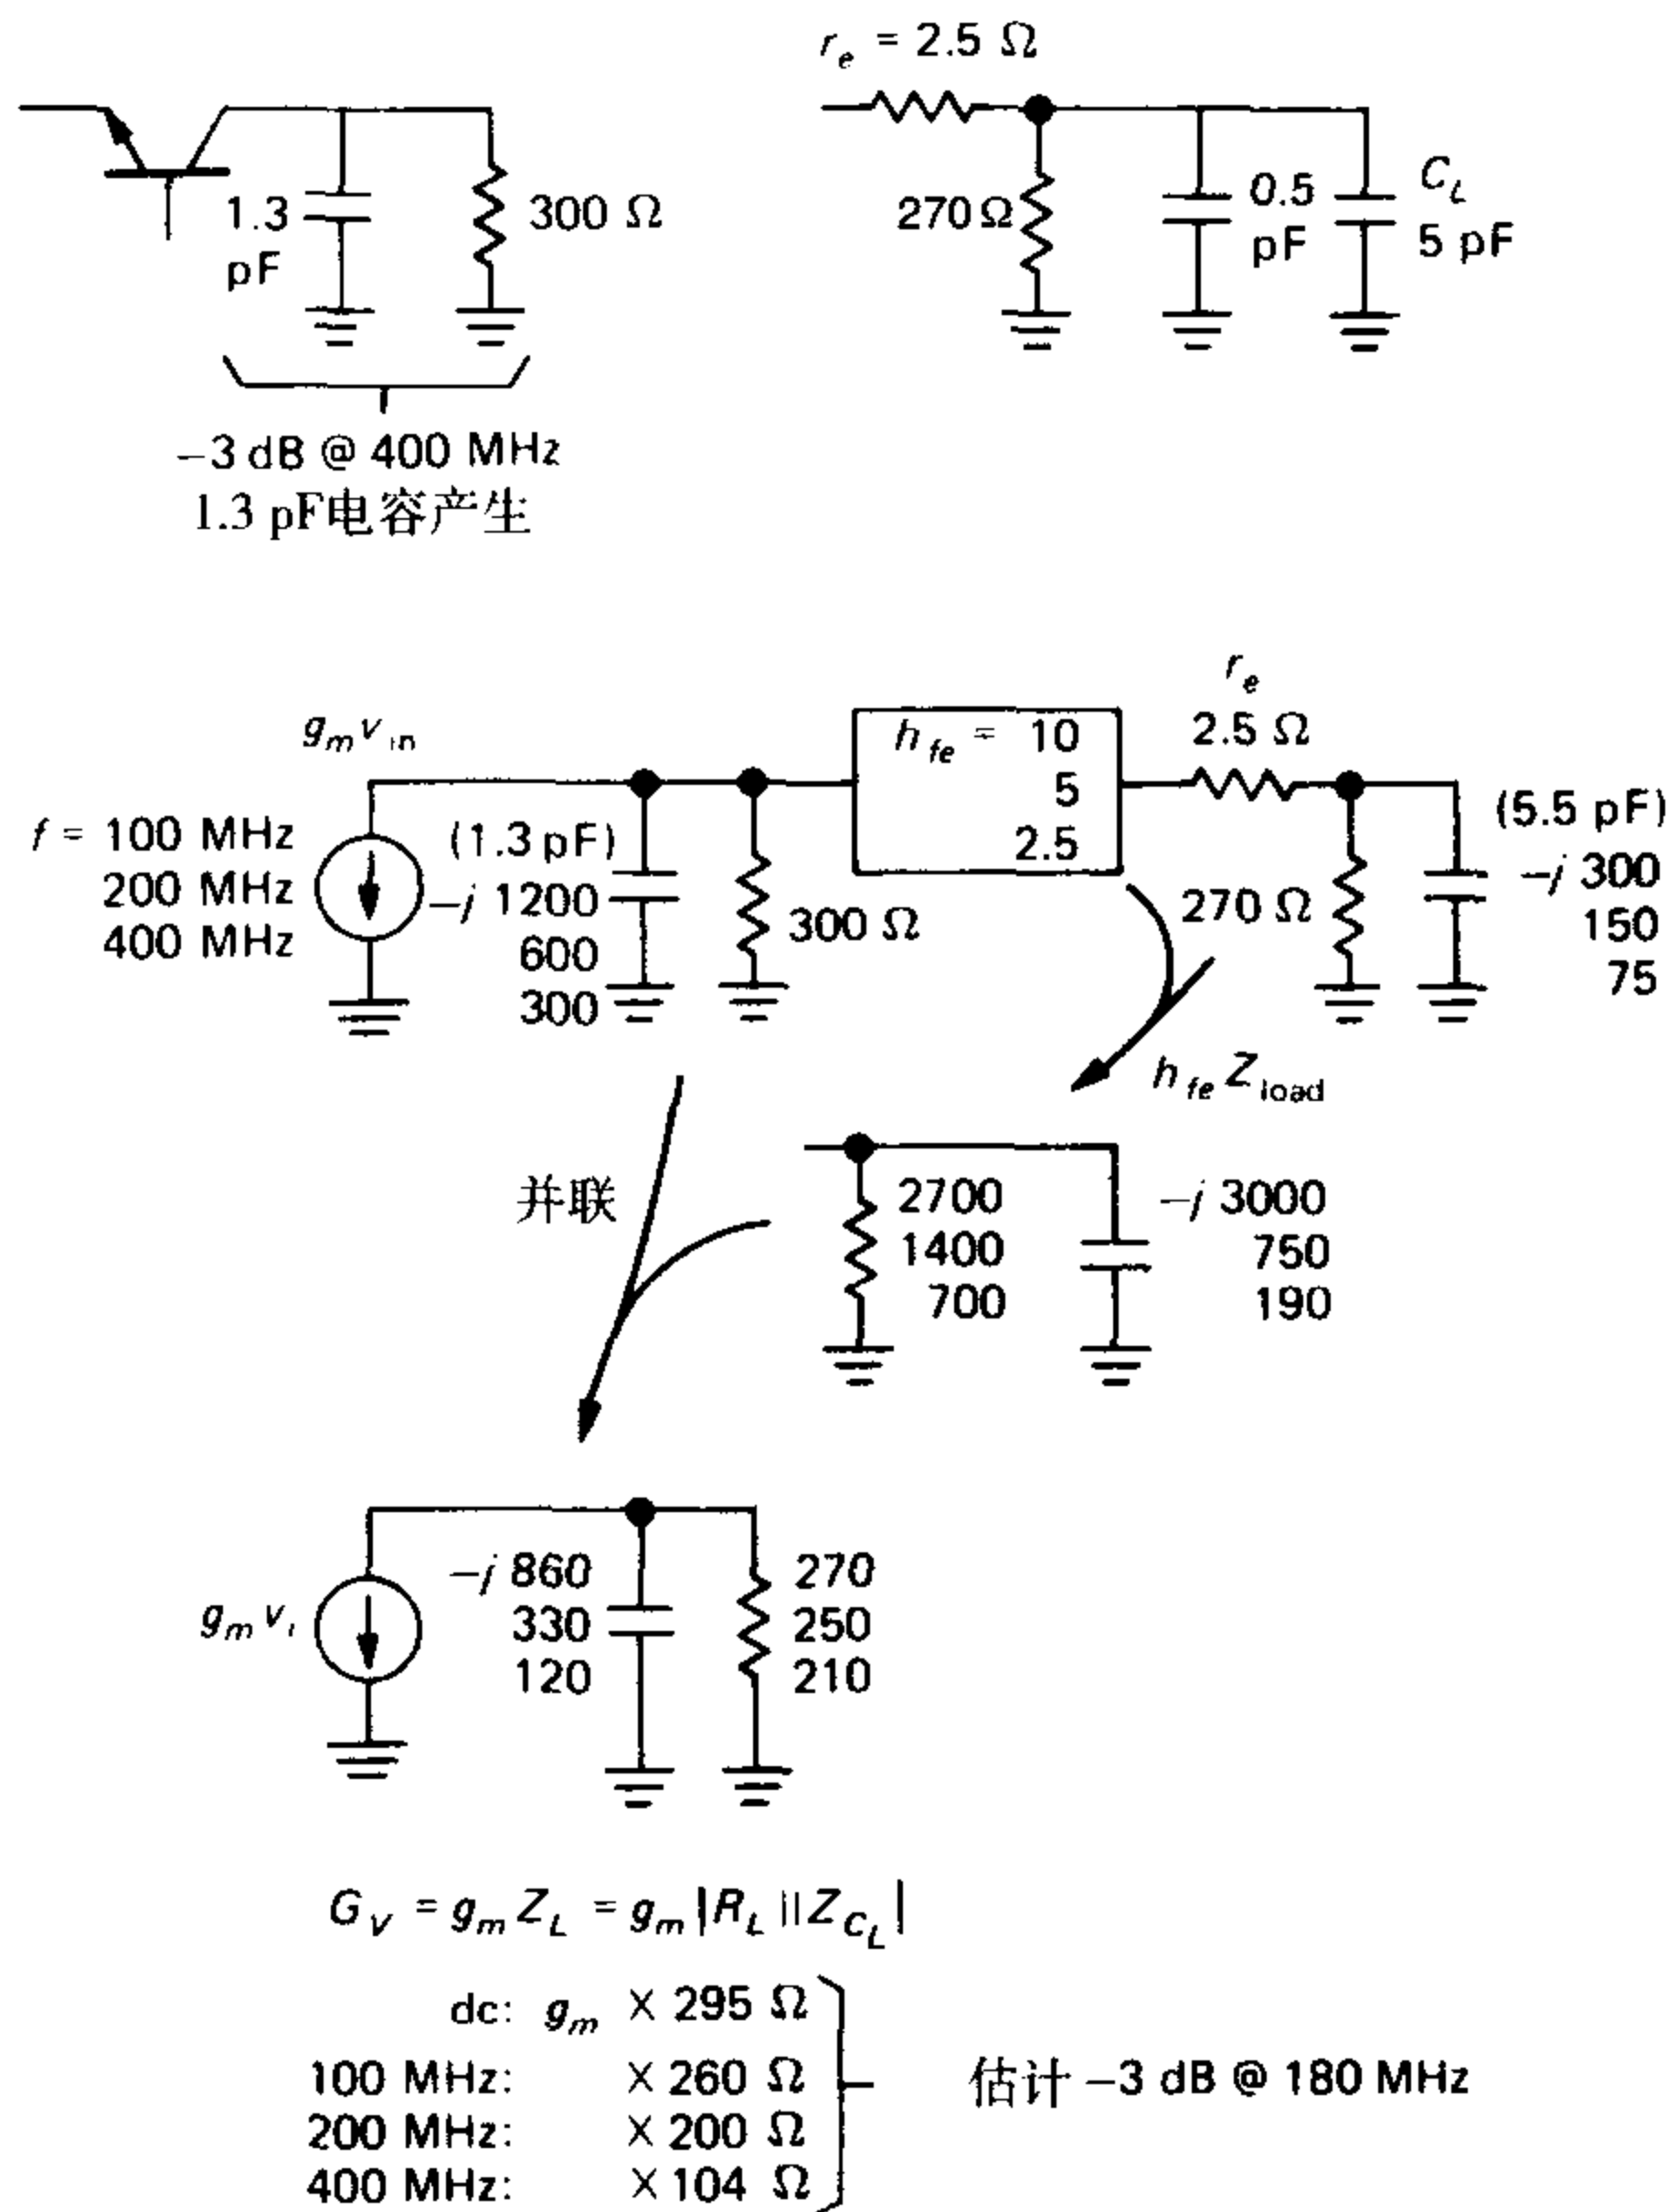 rₑ = 2.5 Ω
1.3
pF
300 Ω
270 Ω
0.5
pF
C_L
5 pF
−3 dB @ 400 MHz
1.3 pF电容产生
g_m v_in
h_fe = 10
5
2.5
rₑ
2.5 Ω
f = 100 MHz
200 MHz
400 MHz
(1.3 pF)
−j 1200
600
300
300 Ω
270 Ω
(5.5 pF)
−j 300
150
75
h_fe Z_load
并联
2700
1400
700
−j 3000
750
190
g_m v_i
−j 860
330
120
270
250
210
G_V = g_m Z_L = g_m |R_L || Z_C_L|
dc: g_m × 295 Ω
100 MHz: × 260 Ω
200 MHz: × 200 Ω
400 MHz: × 104 Ω
估计 −3 dB @ 180 MHz